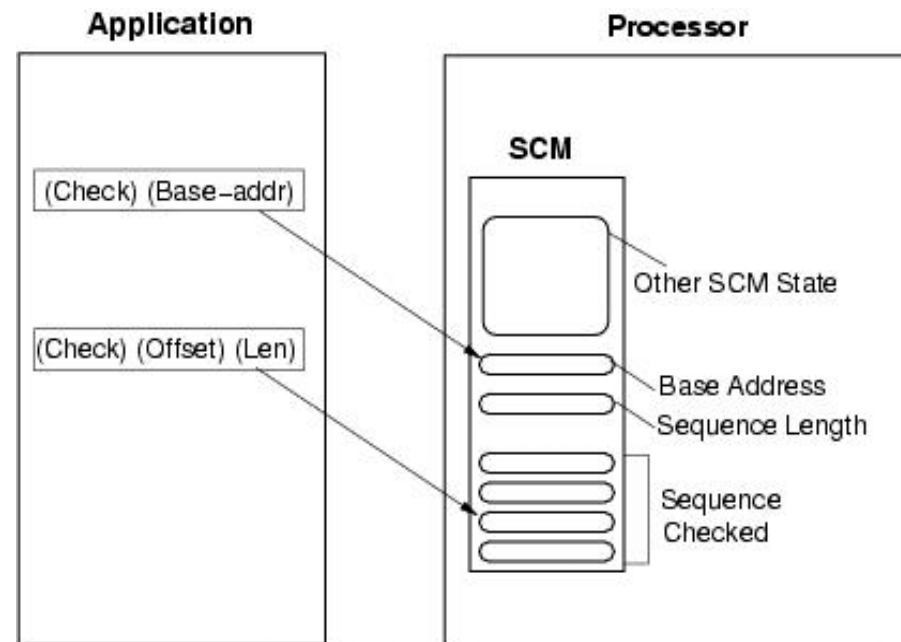 Application
Processor
SCM
(Check) (Base-addr)
Other SCM State
(Check) (Offset) (Len)
Base Address
Sequence Length
Sequence
Checked